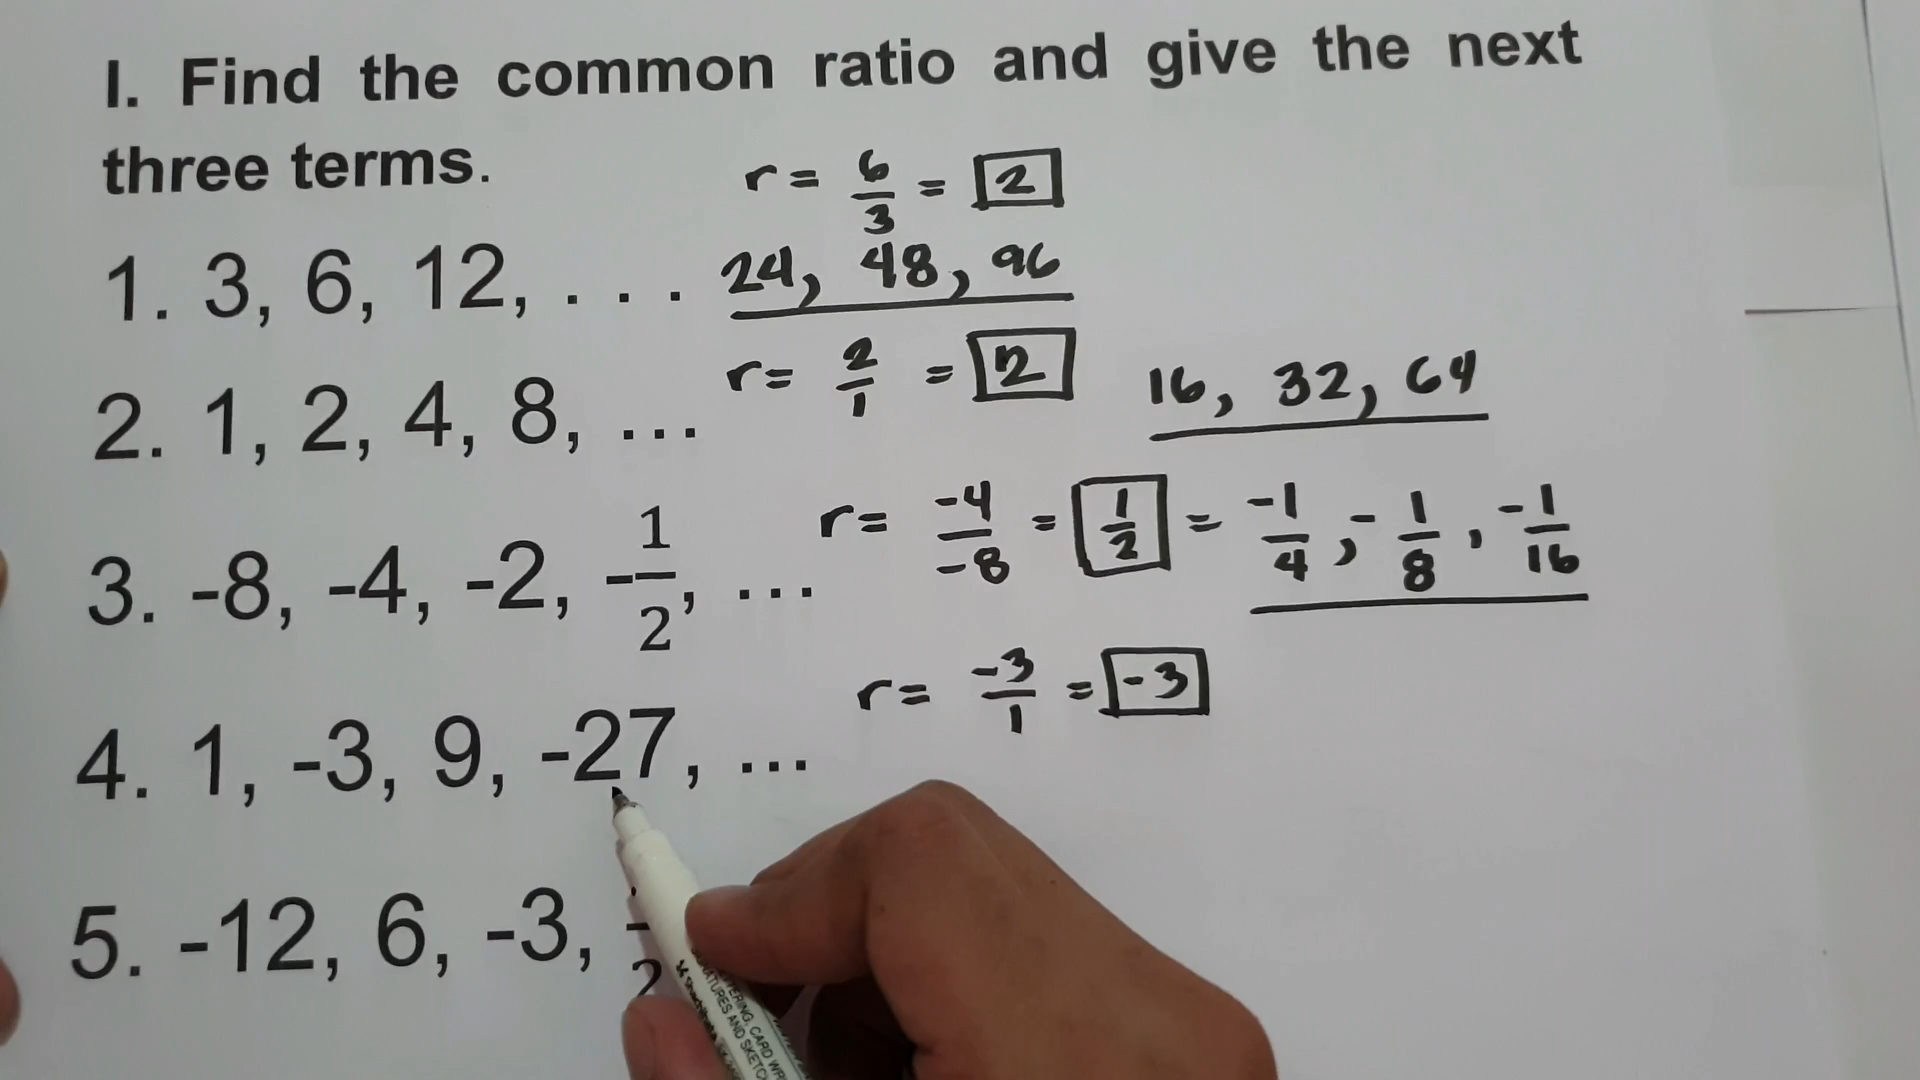 I. Find the common ratio and give the next
three terms.
r = 6/3 = 2
1. 3, 6, 12, . . . 24, 48, 96
r = 2/1 = 2
2. 1, 2, 4, 8, ... 16, 32, 64
3. -8, -4, -2, -1/2, ... r = -4/-8 = 1/2 = -1/4, -1/8, -1/16
r = -3/1 = -3
4. 1, -3, 9, -27, ...
5. -12, 6, -3,